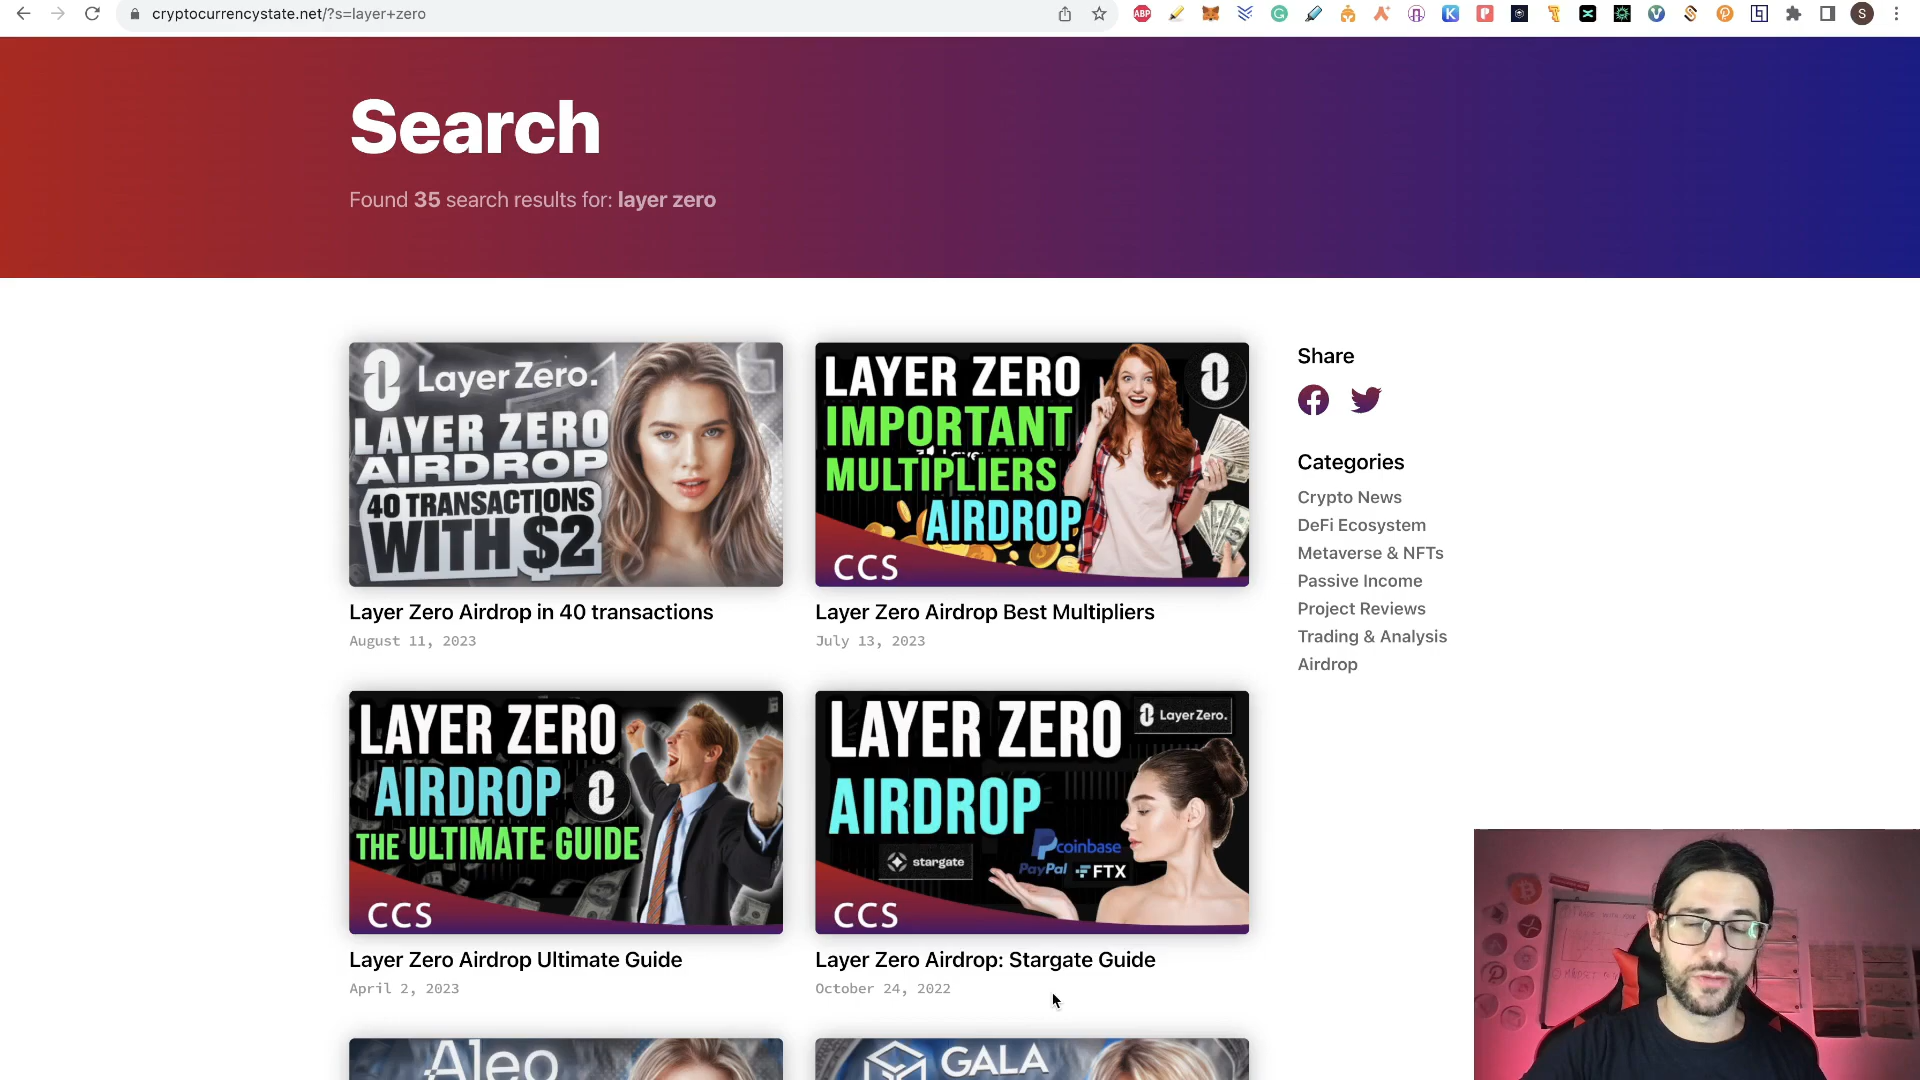 cryptocurrencystate.net/?s=layer+zero
ABP
S
Search
Found 35 search results for: layer zero
LayerZero.
LAYER ZERO
AIRDROP
40 TRANSACTIONS
WITH $2
Layer Zero Airdrop in 40 transactions
August 11, 2023
LAYER ZERO
IMPORTANT
MULTIPLIERS
AIRDROP
CCS
Layer Zero Airdrop Best Multipliers
July 13, 2023
Share
Categories
Crypto News
DeFi Ecosystem
Metaverse & NFTs
Passive Income
Project Reviews
Trading & Analysis
Airdrop
LAYER ZERO
AIRDROP
THE ULTIMATE GUIDE
CCS
Layer Zero Airdrop Ultimate Guide
April 2, 2023
LAYER ZERO
LayerZero.
AIRDROP
stargate
coinbase
PayPal
FTX
CCS
Layer Zero Airdrop: Stargate Guide
October 24, 2022
Aleo
GALA